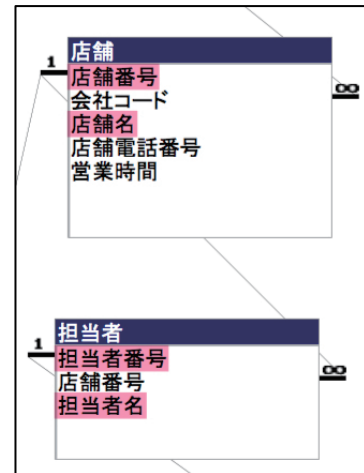 店舗
1
店舗番号
∞
会社コード
店舗名
店舗電話番号
営業時間
担当者
1
担当者番号
∞
店舗番号
担当者名